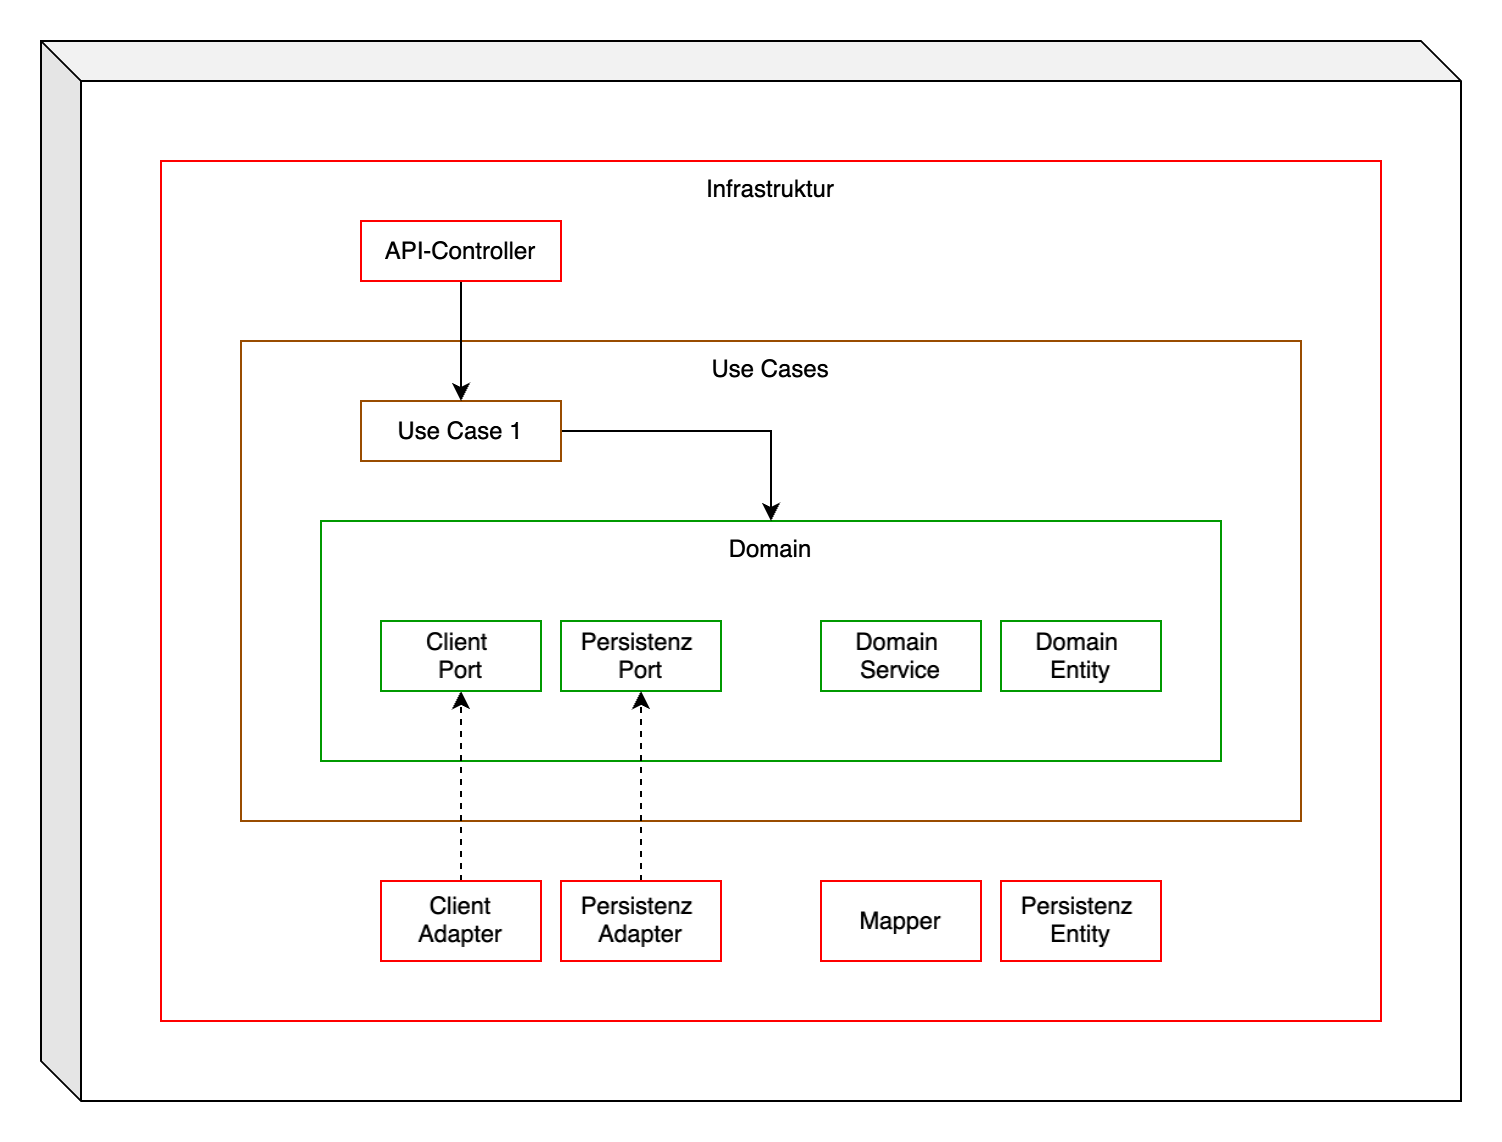 Infrastruktur
API-Controller
Use Cases
Use Case 1
Domain
Client
Port
Persistenz
Port
Domain
Service
Domain
Entity
Client
Adapter
Persistenz
Adapter
Mapper
Persistenz
Entity